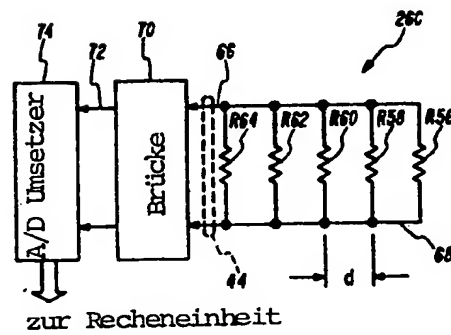 74
72
70
66
26C
A/D Umsetzer
Brücke
R64
R62
R60
R58
R56
68
44
d
zur Recheneinheit